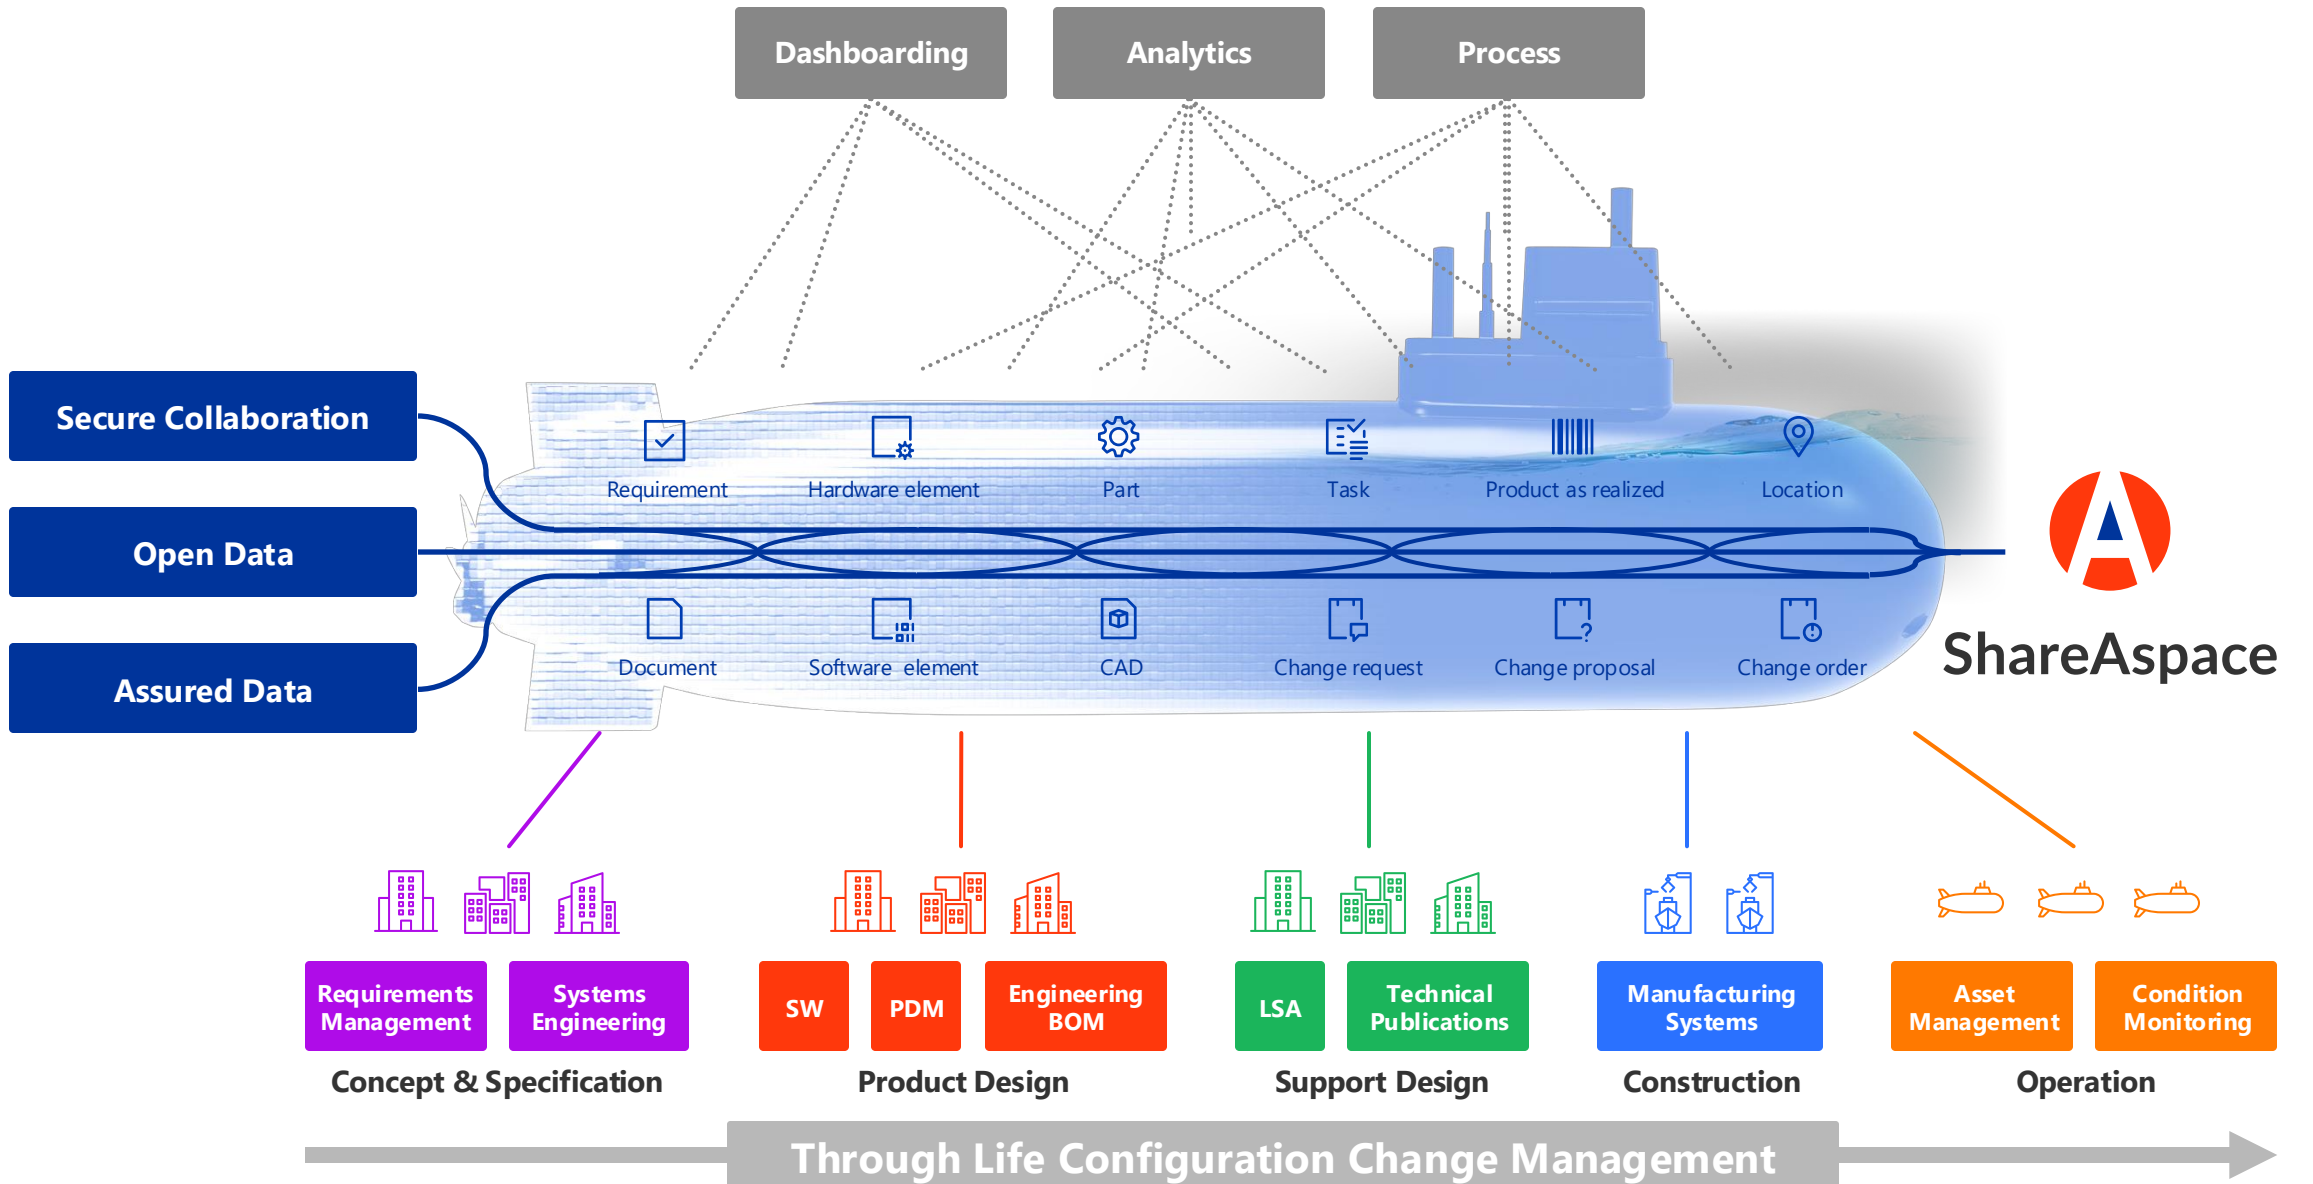 Dashboarding
Analytics
Process
Secure Collaboration
Open Data
Assured Data
Requirement
Hardware element
Part
Task
Product as realized
Location
Document
Software element
CAD
Change request
Change proposal
Change order
ShareAspace
Requirements
Management
Systems
Engineering
Concept & Specification
SW
PDM
Engineering
BOM
Product Design
LSA
Technical
Publications
Support Design
Manufacturing
Systems
Construction
Asset
Management
Condition
Monitoring
Operation
Through Life Configuration Change Management